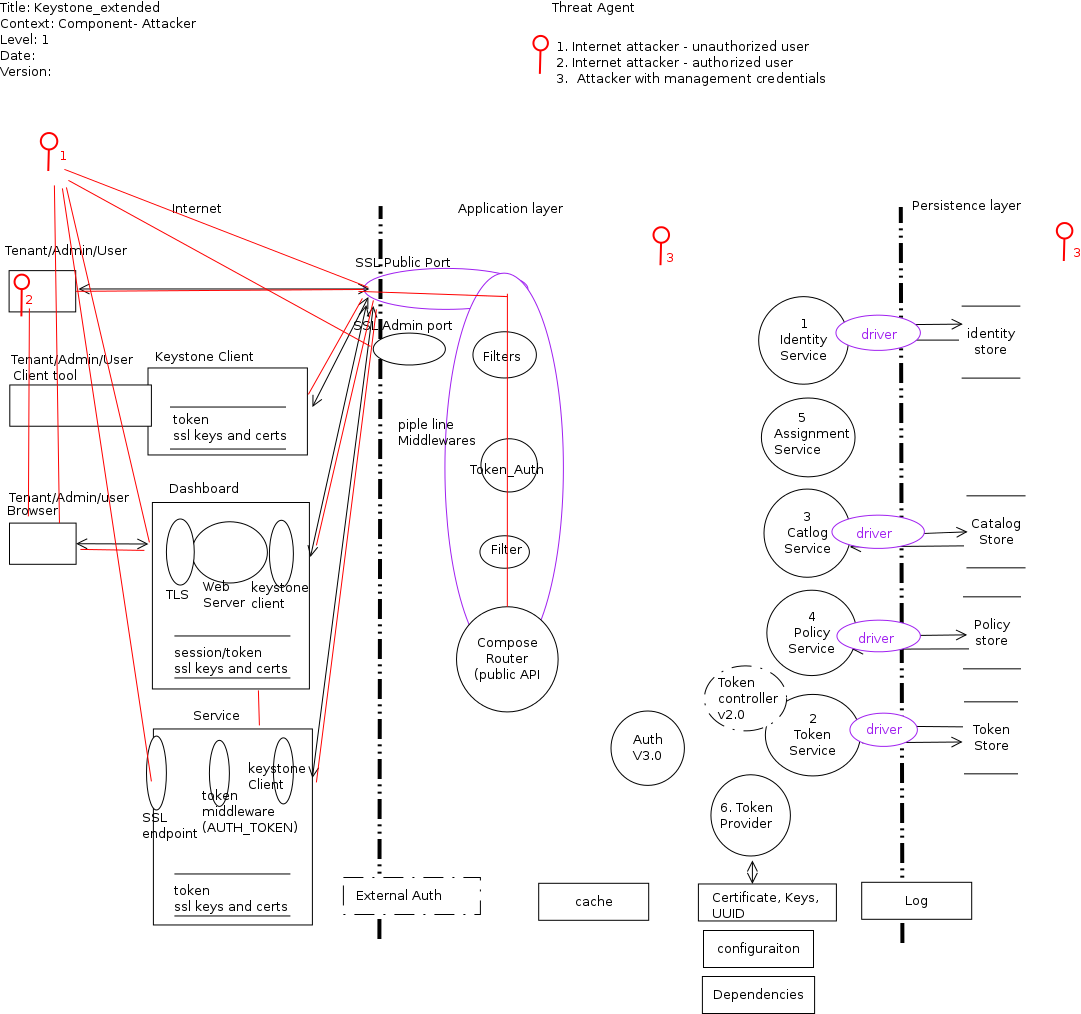 Title: Keystone_extended
Context: Component- Attacker
Level: 1
Date:
Version:
Threat Agent
1. Internet attacker - unauthorized user
2. Internet attacker - authorized user
3.  Attacker with management credentials
1
Internet
Application layer
Persistence layer
3
3
Tenant/Admin/User
2
SSL Public Port
SSL Admin port
Tenant/Admin/User
Client tool
Keystone Client
token
ssl keys and certs
piple line
Middlewares
Filters
Token_Auth
Filter
Compose
Router
(public API
1
Identity
Service
driver
identity
store
5
Assignment
Service
3
Catlog
Service
driver
Catalog
Store
4
Policy
Service
driver
Policy
store
Token
controller
v2.0
2
Token
Service
driver
Token
Store
Auth
V3.0
6. Token
Provider
Tenant/Admin/user
Browser
Dashboard
TLS
Web
Server
keystone
client
session/token
ssl keys and certs
Service
SSL
endpoint
token
middleware
(AUTH_TOKEN)
keystone
Client
token
ssl keys and certs
External Auth
cache
Certificate, Keys,
UUID
Log
configuraiton
Dependencies